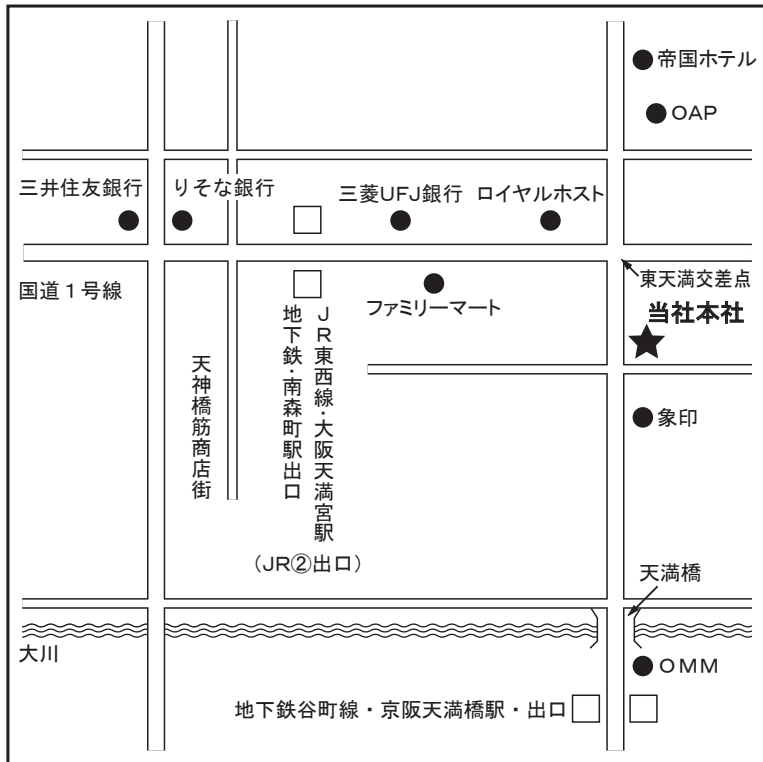 帝国ホテル
OAP
三井住友銀行
りそな銀行
三菱UFJ銀行
ロイヤルホスト
国道1号線
ファミリーマート
東天満交差点
当社本社
天神橋筋商店街
JR東西線・大阪天満宮駅
地下鉄・南森町駅出口
(JR②出口)
象印
天満橋
大川
OMM
地下鉄谷町線・京阪天満橋駅・出口